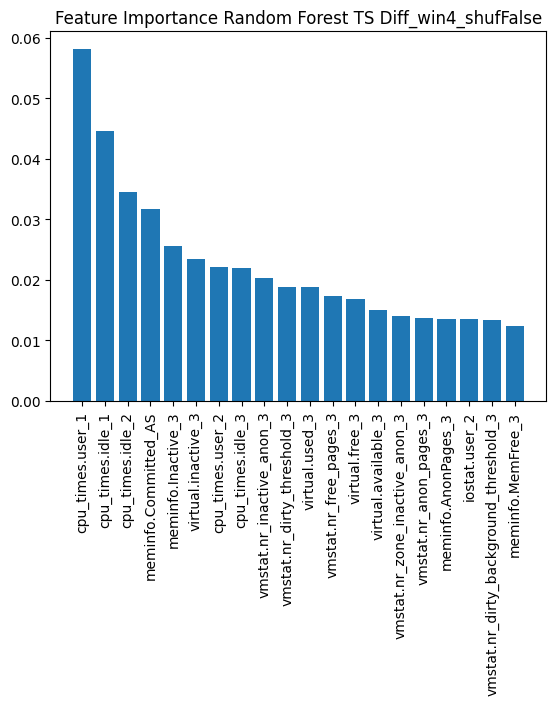 Feature Importance Random Forest TS Diff_win4_shufFalse
0.06
0.05
0.04
0.03
0.02
0.01
0.00
cpu_times.user_1
cpu_times.idle_1
cpu_times.idle_2
meminfo.Committed_AS
meminfo.Inactive_3
virtual.inactive_3
cpu_times.user_2
cpu_times.idle_3
vmstat.nr_inactive_anon_3
vmstat.nr_dirty_threshold_3
virtual.used_3
vmstat.nr_free_pages_3
virtual.free_3
virtual.available_3
vmstat.nr_zone_inactive_anon_3
vmstat.nr_anon_pages_3
meminfo.AnonPages_3
iostat.user_2
vmstat.nr_dirty_background_threshold_3
meminfo.MemFree_3